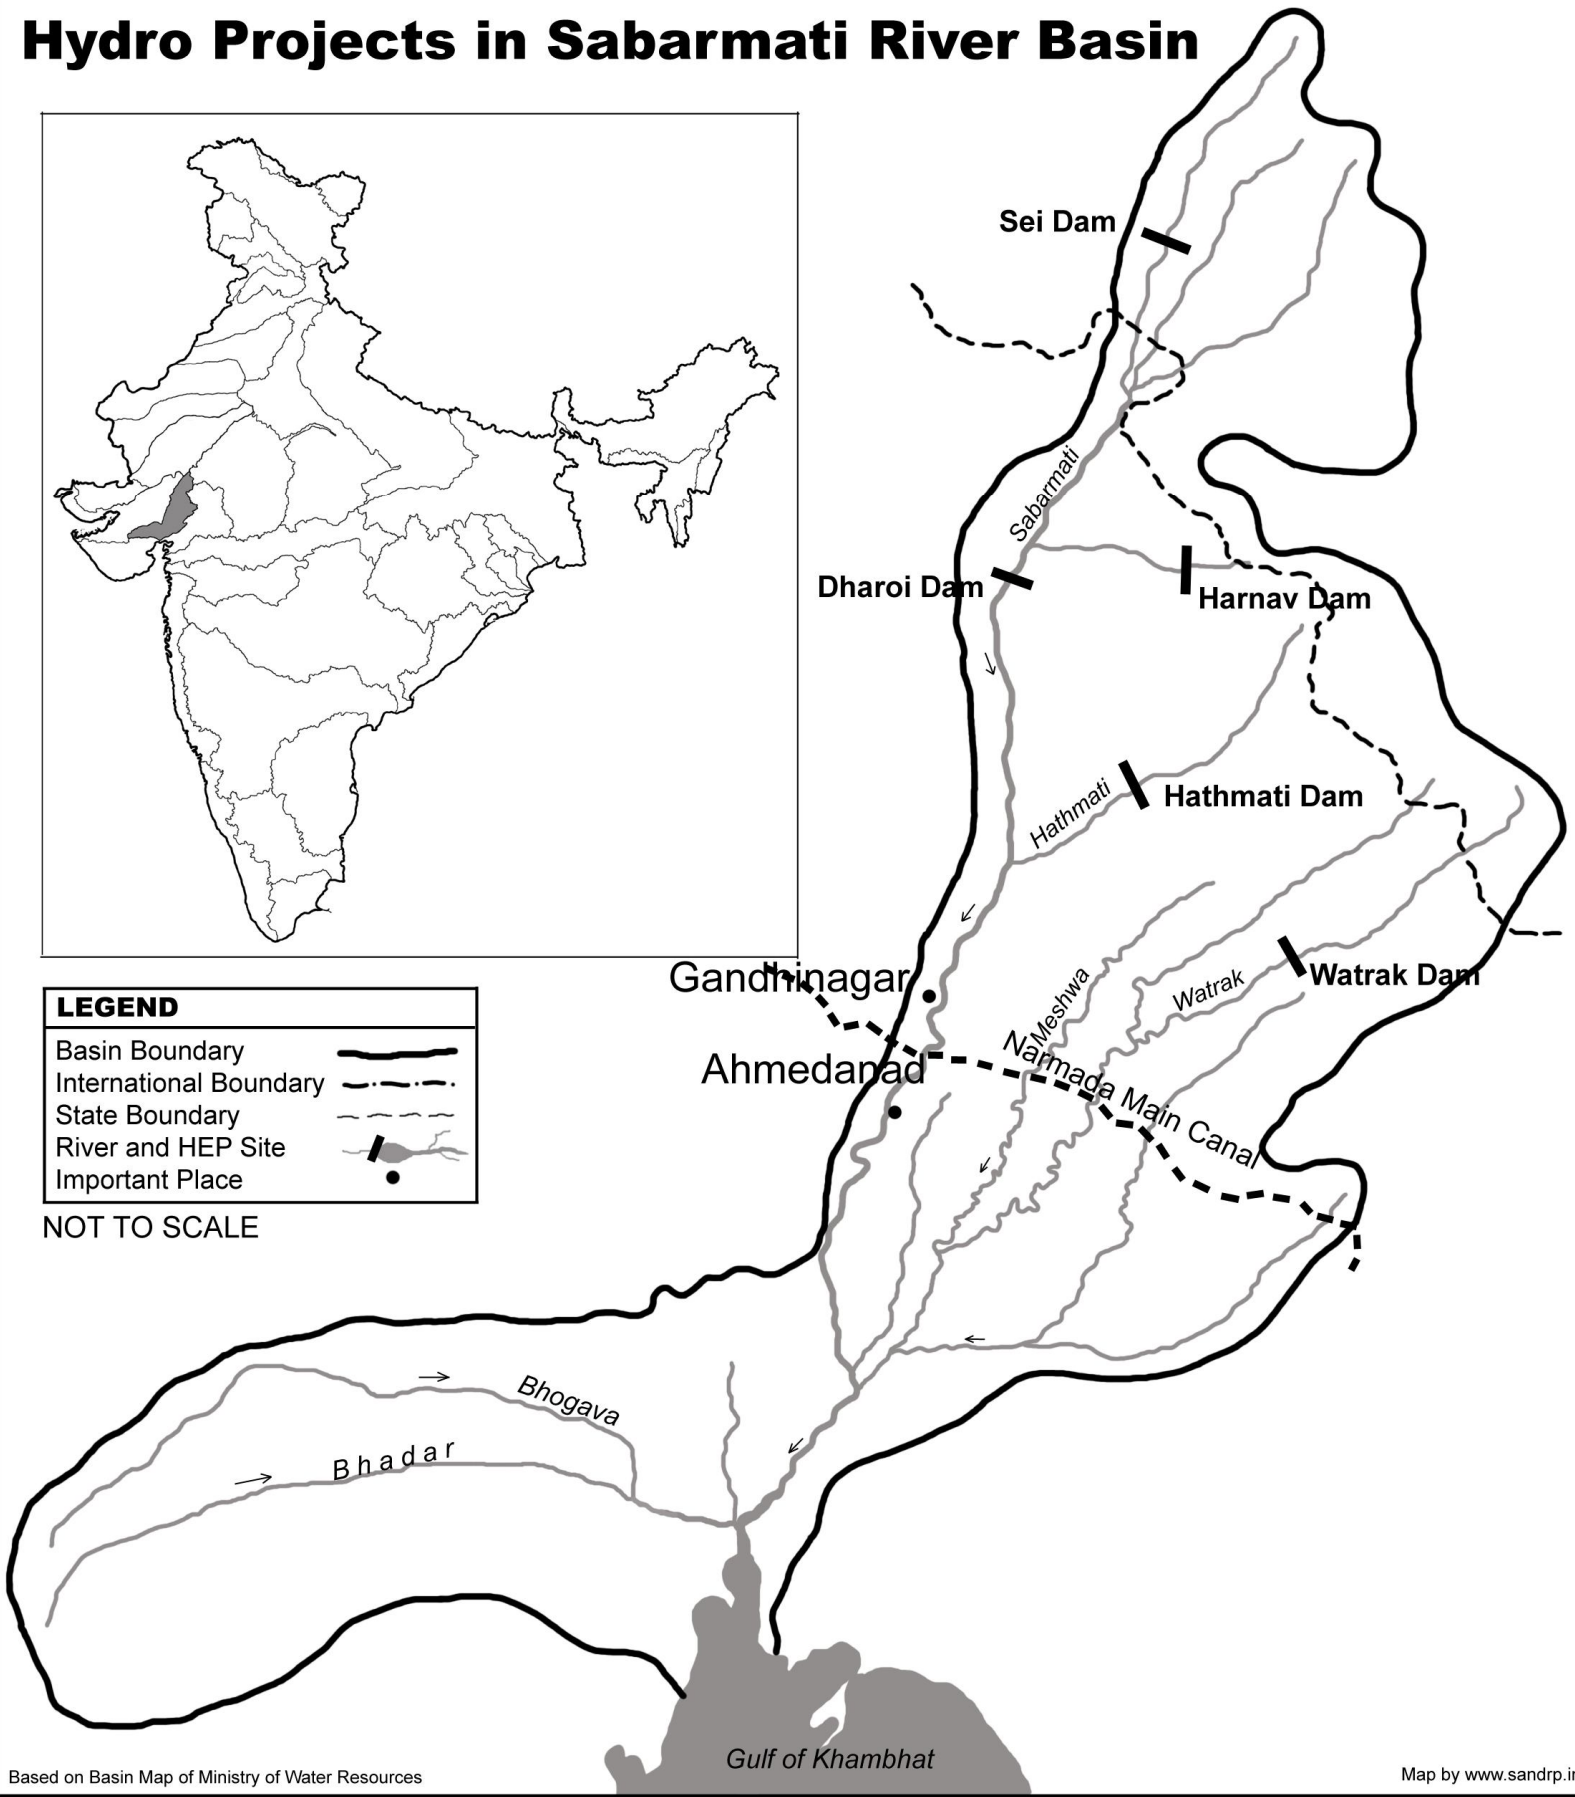 Hydro Projects in Sabarmati River Basin
Sei Dam
Sabarmati
Dharoi Dam
Harnav Dam
Hathmati
Hathmati Dam
Gandhinagar
Meshwa
Watrak
Watrak Dam
Ahmedanad
Narmada Main Canal
LEGEND
Basin Boundary
International Boundary
State Boundary
River and HEP Site
Important Place
NOT TO SCALE
Bhogava
Bhadar
Gulf of Khambhat
Based on Basin Map of Ministry of Water Resources
Map by www.sandrp.in